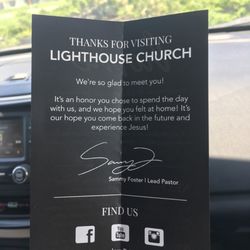 THANKS FOR VISITING
LIGHTHOUSE CHURCH
We're so glad to meet you!
It's an honor you chose to spend the day
with us, and we hope you felt at home! It's
our hope you come back in the future and
experience Jesus!
Sammy Foster | Lead Pastor
FIND US
f You Tube